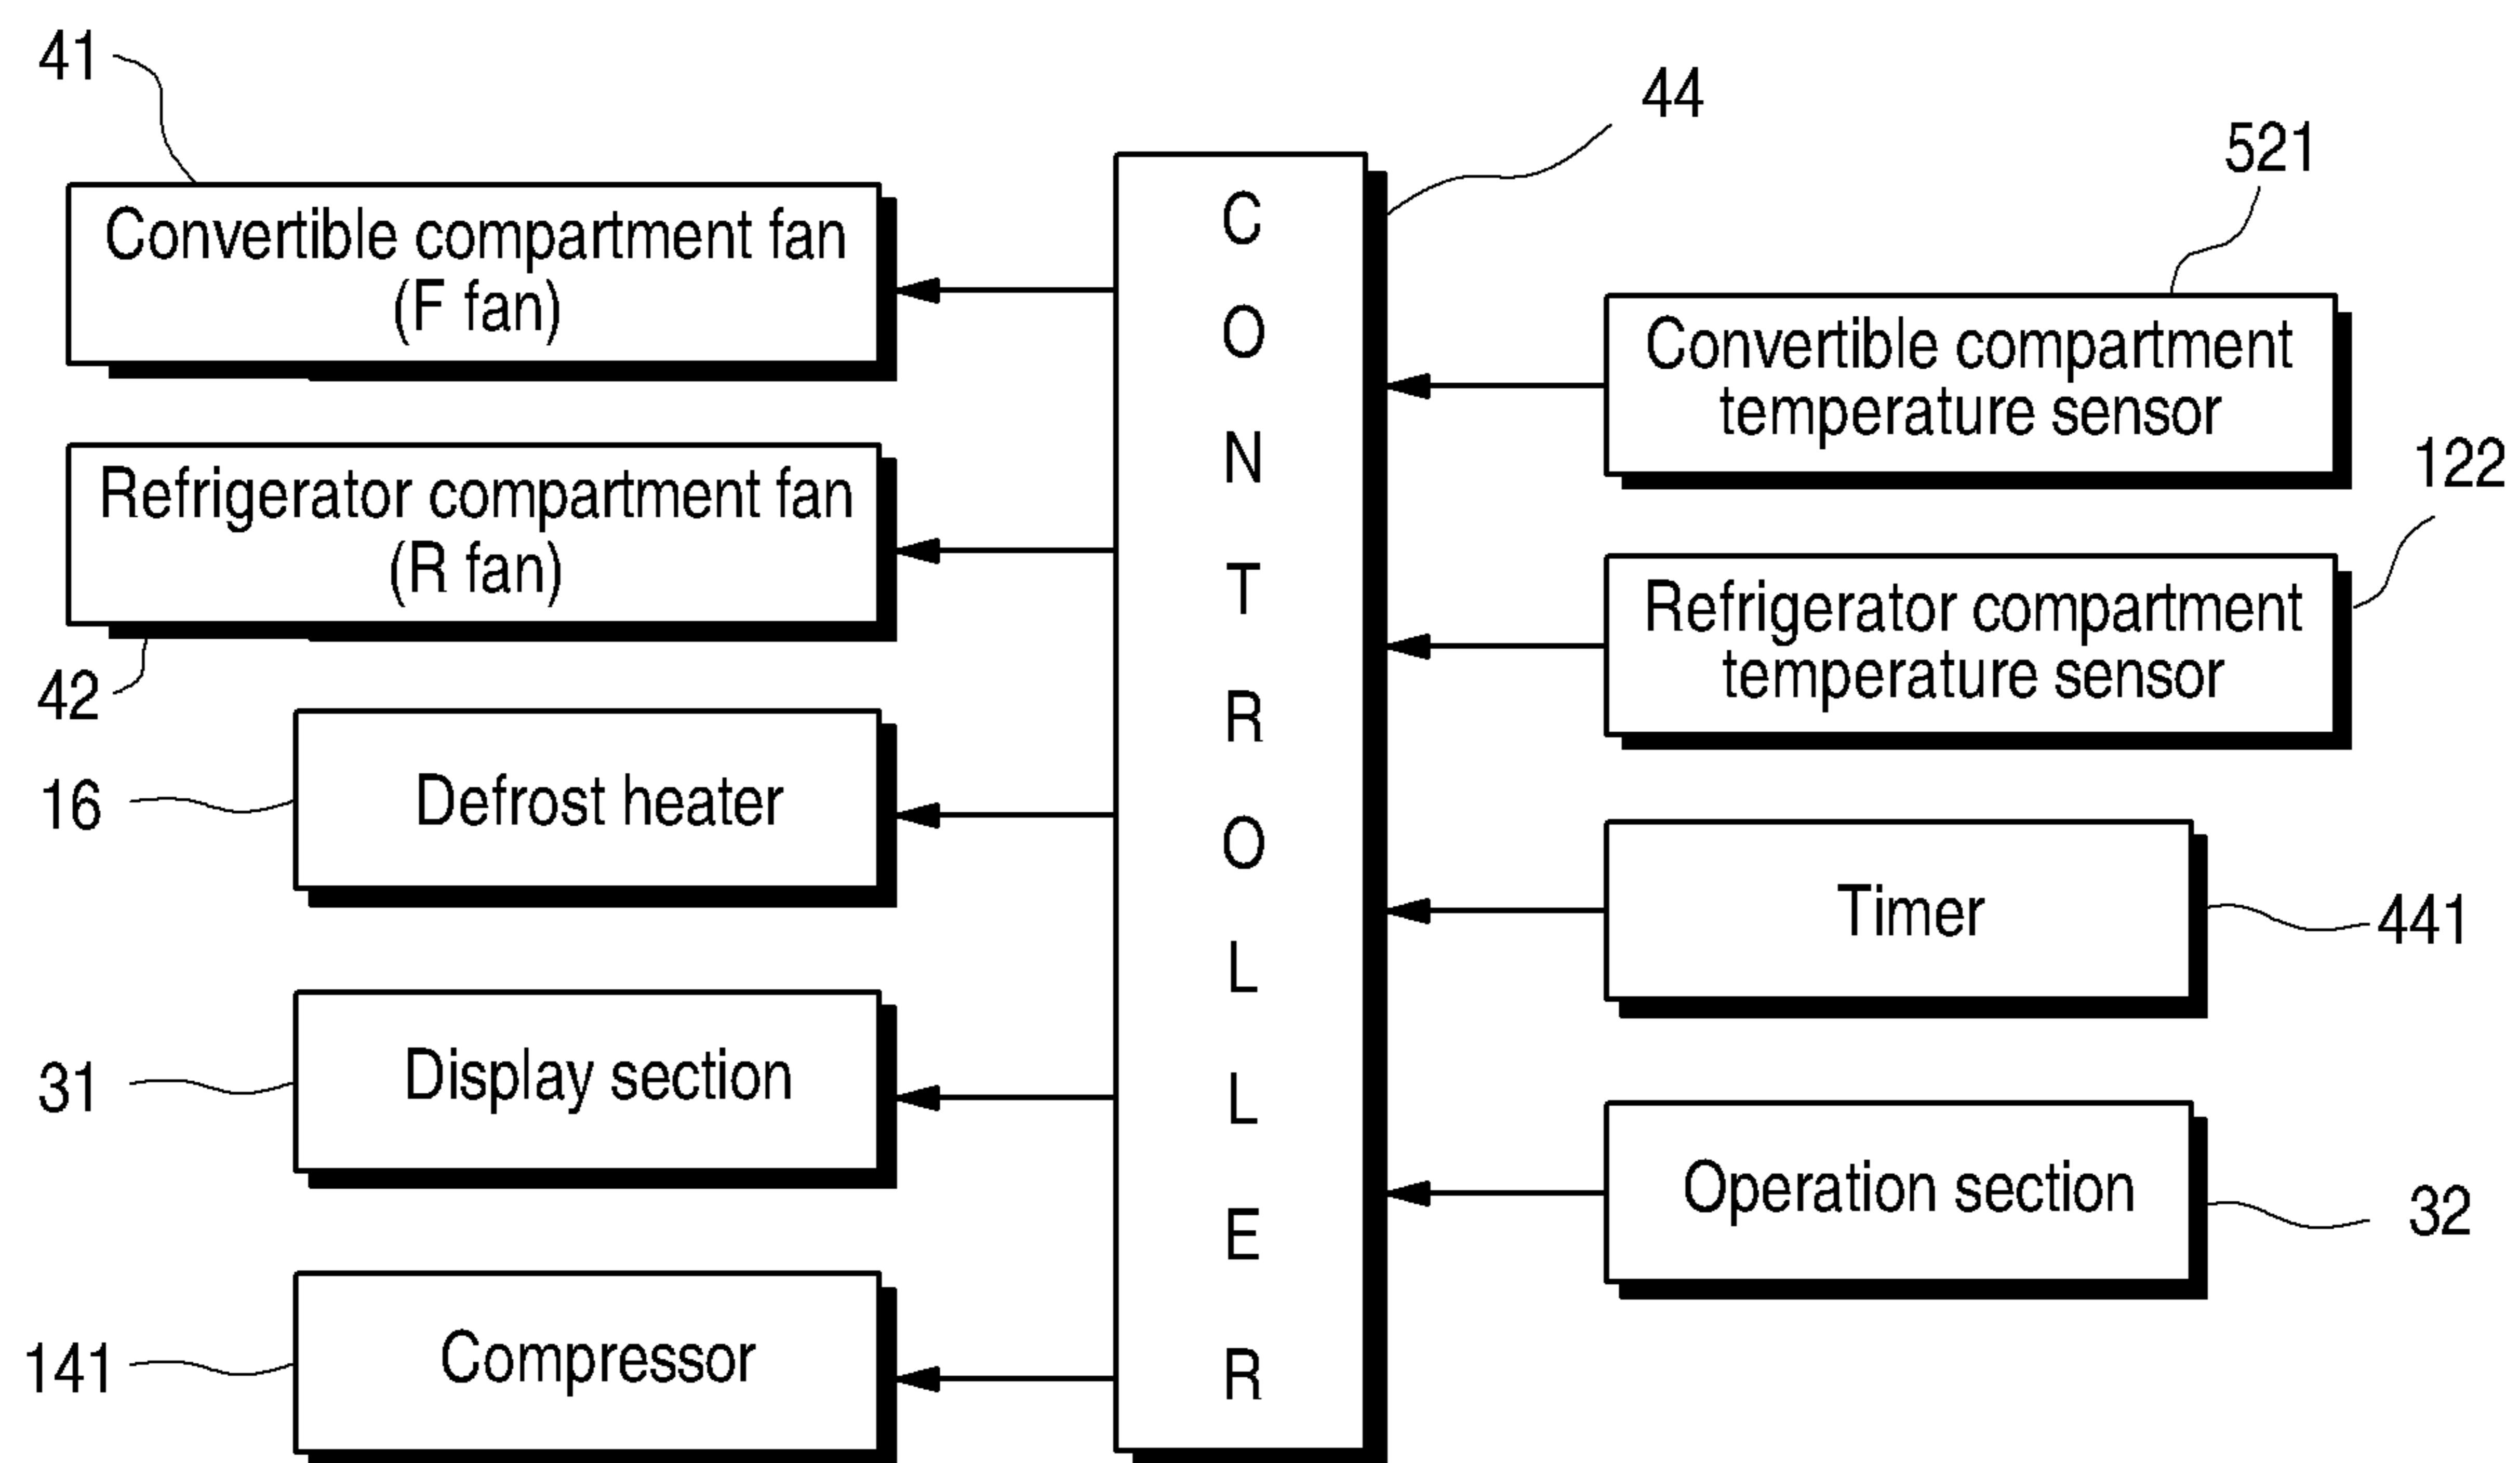 41
Convertible compartment fan
(F fan)
Refrigerator compartment fan
(R fan)
42
16
Defrost heater
31
Display section
141
Compressor
44
C
O
N
T
R
O
L
L
E
R
521
Convertible compartment
temperature sensor
122
Refrigerator compartment
temperature sensor
Timer
441
Operation section
32